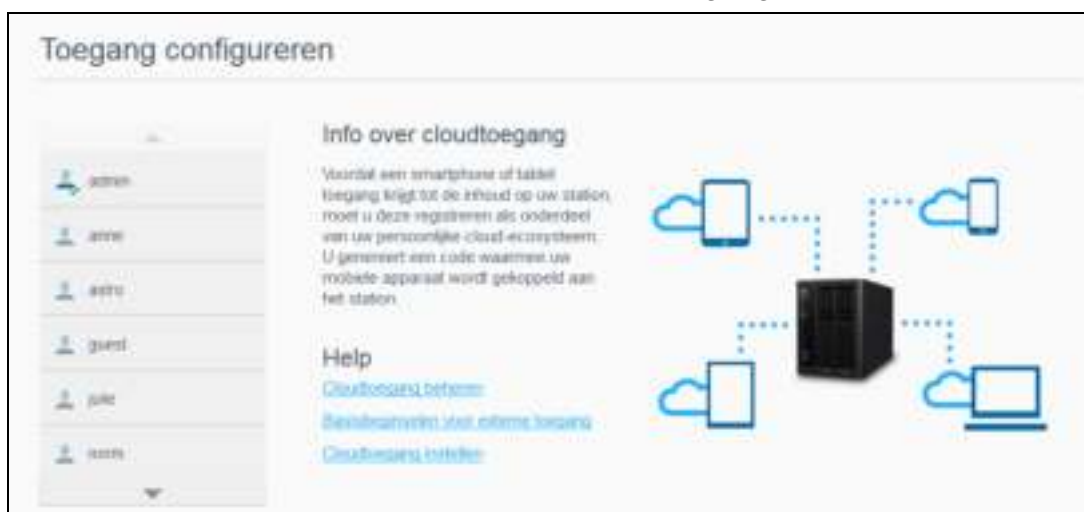 Toegang configureren
admin
anne
astro
guest
julie
norris
Info over cloudtoegang
Voordat een smartphone of tablet
toegang krijgt tot de inhoud op uw station,
moet u deze registreren als onderdeel
van uw persoonlijke cloud-ecosysteem.
U genereert een code waarmee uw
mobiele apparaat wordt gekoppeld aan
het station.
Help
Cloudtoegang beheren
Basisbeginselen voor externe toegang
Cloudtoegang instellen